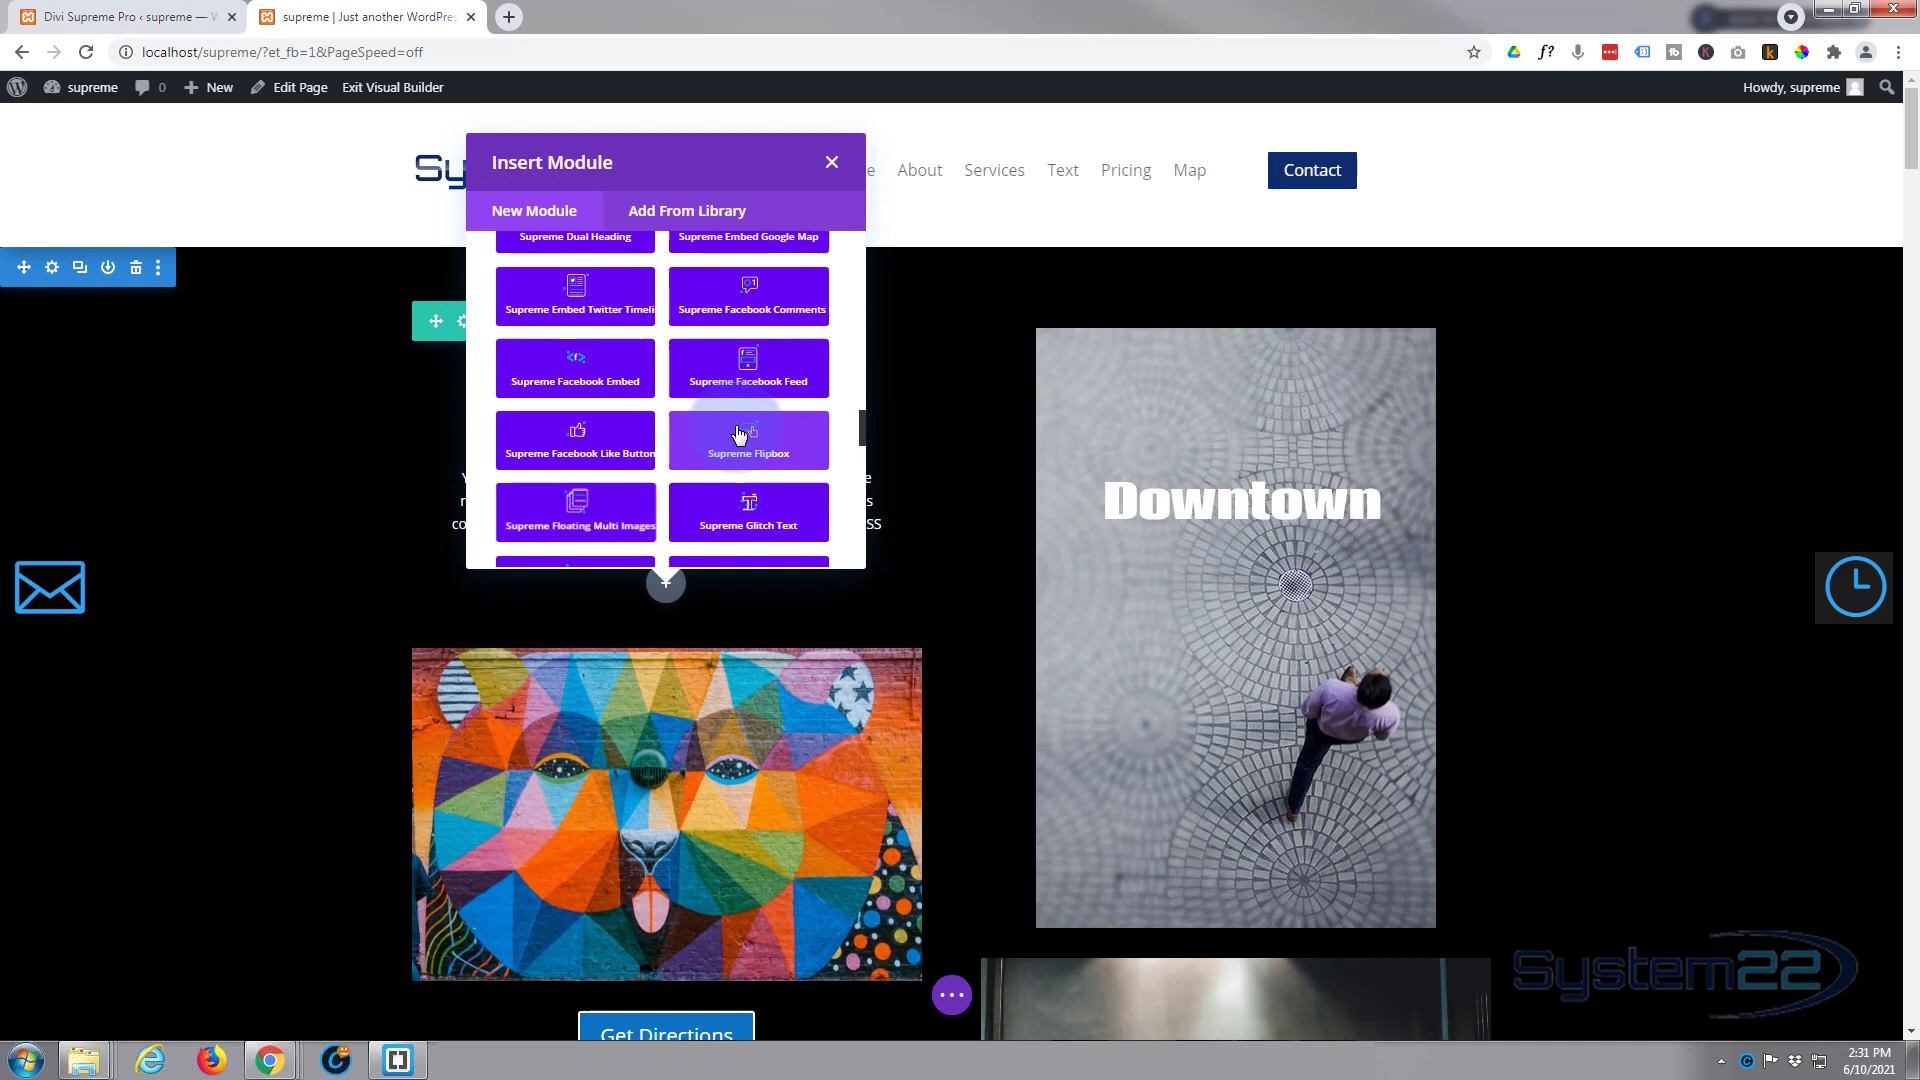 Divi Supreme Pro ‹ supreme — W
supreme | Just another WordPres
localhost/supreme/?et_fb=1&PageSpeed=off
supreme
0
New
Edit Page
Exit Visual Builder
Howdy, supreme
Sy
e
About
Services
Text
Pricing
Map
Contact
Insert Module
New Module
Add From Library
Supreme Dual Heading
Supreme Embed Google Map
Supreme Embed Twitter Timeli
Supreme Facebook Comments
Supreme Facebook Embed
Supreme Facebook Feed
Supreme Facebook Like Button
Supreme Flipbox
Supreme Floating Multi Images
Supreme Glitch Text
co
SS
Downtown
Get Directions
System22
2:31 PM
6/10/2021